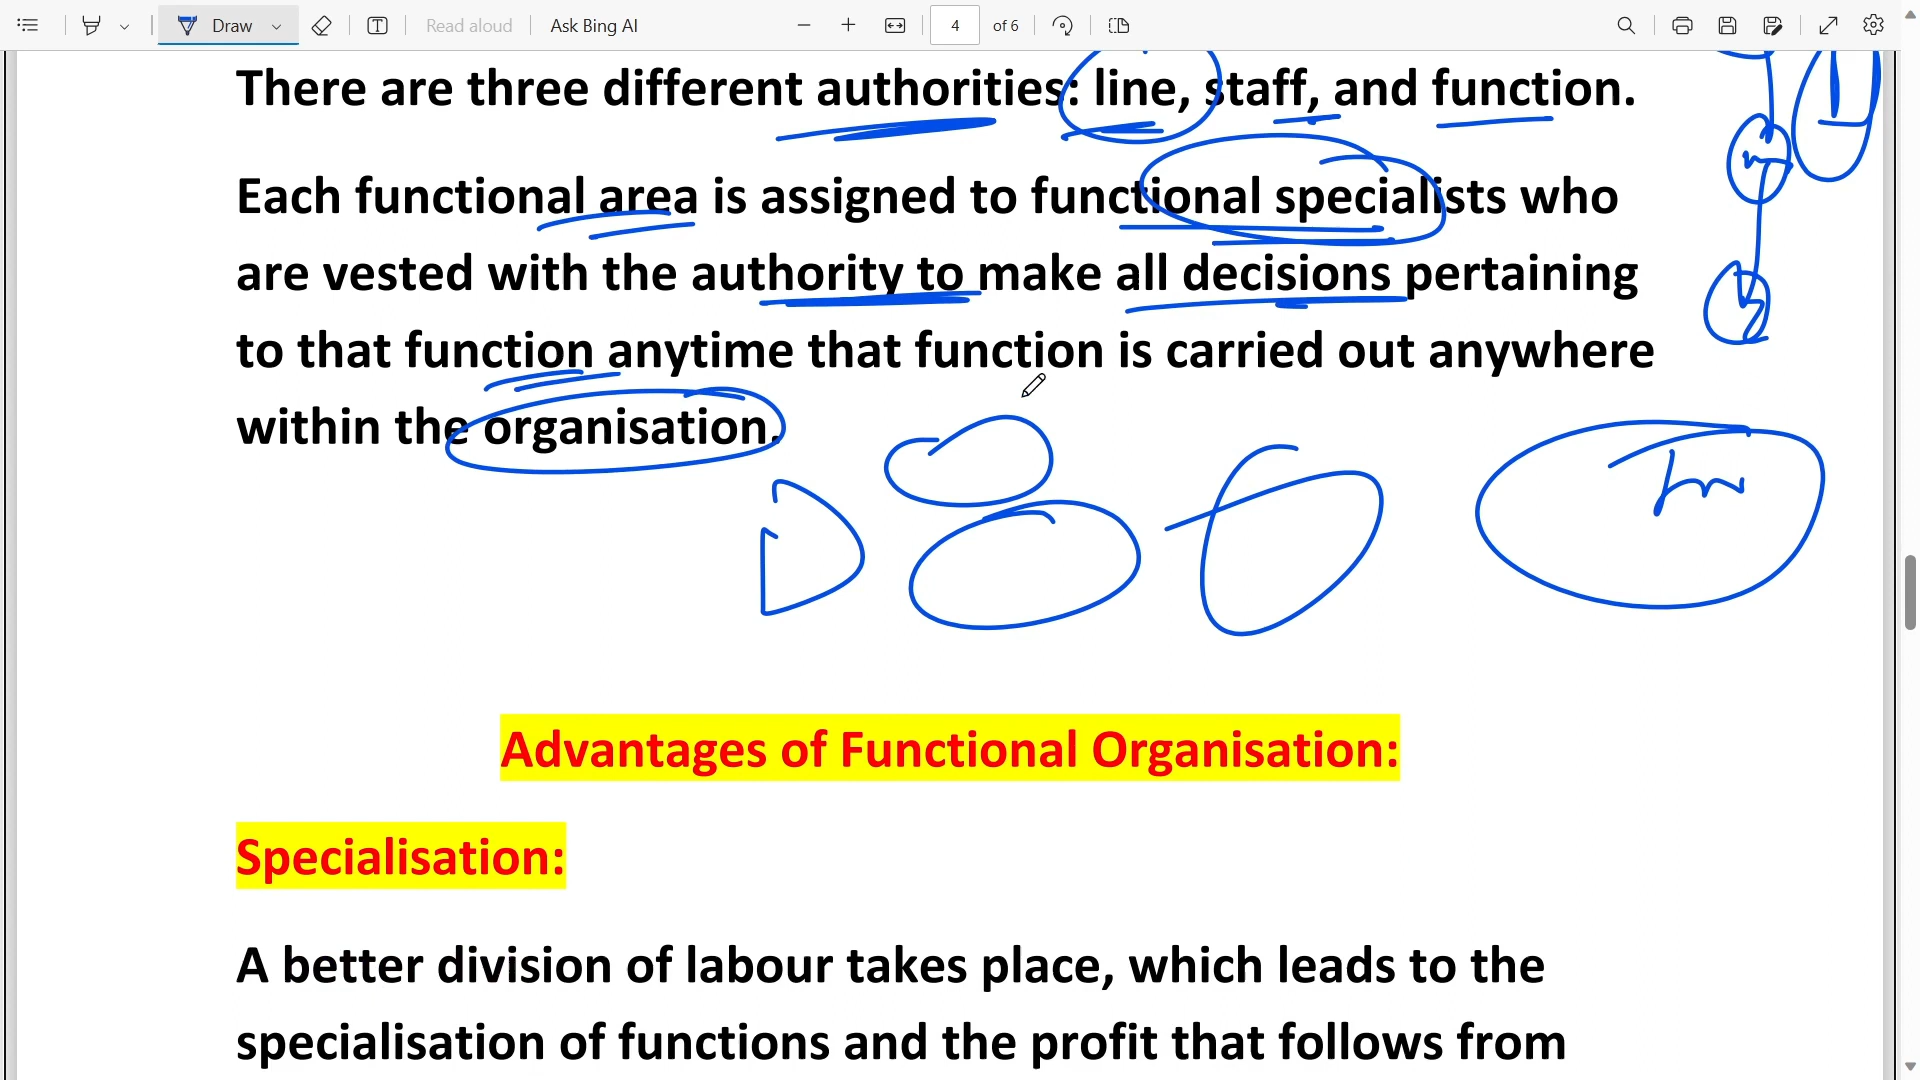 Draw
Read aloud
Ask Bing AI
4
of 6
There are three different authorities: line, staff, and function.
Each functional area is assigned to functional specialists who
are vested with the authority to make all decisions pertaining
to that function anytime that function is carried out anywhere
within the organisation.
Advantages of Functional Organisation:
Specialisation:
A better division of labour takes place, which leads to the
specialisation of functions and the profit that follows from